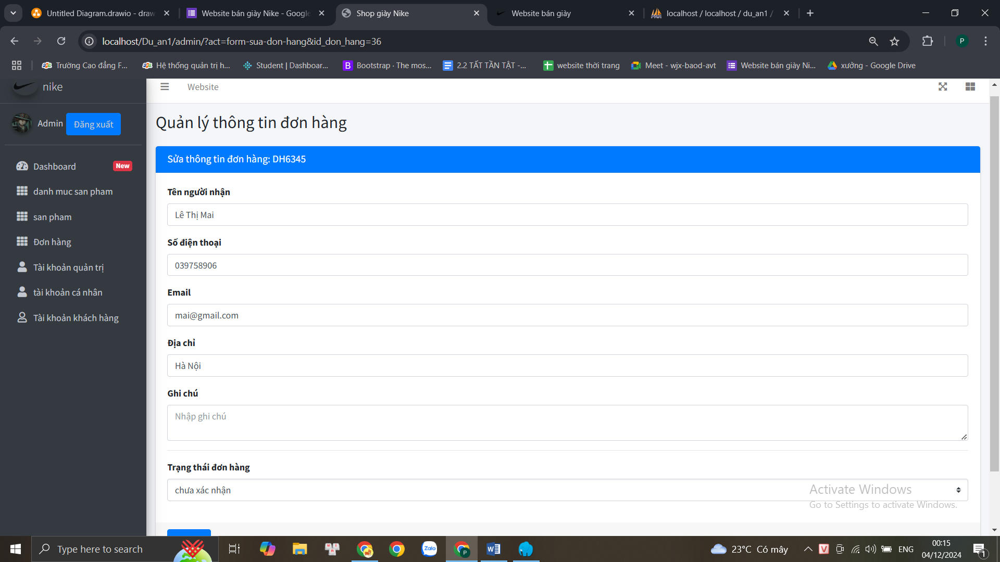 Untitled Diagram.drawio - draw
Website bán giày Nike - Google
Shop giày Nike
Website bán giày
localhost / localhost / du_an1 /
localhost/Du_an1/admin/?act=form-sua-don-hang&id_don_hang=36
P
Trường Cao đẳng F...
Hệ thống quản trị h...
Student | Dashboar...
B
Bootstrap · The mos...
2.2 TẤT TẦN TẬT -...
website thời trang
Meet - wjx-baod-avt
Website bán giày Ni...
xưởng - Google Drive
nike
Website
Admin
Đăng xuất
Dashboard
New
danh muc san pham
san pham
Đơn hàng
Tài khoản quản trị
tài khoản cá nhân
Tài khoản khách hàng
Quản lý thông tin đơn hàng
Sửa thông tin đơn hàng: DH6345
Tên người nhận
Lê Thị Mai
Số điện thoại
039758906
Email
mai@gmail.com
Địa chỉ
Hà Nội
Ghi chú
Nhập ghi chú
Trạng thái đơn hàng
chưa xác nhận
Activate Windows
Go to Settings to activate Windows.
Type here to search
Zalo
P
23°C Có mây
V
ENG
00:15
04/12/2024
1